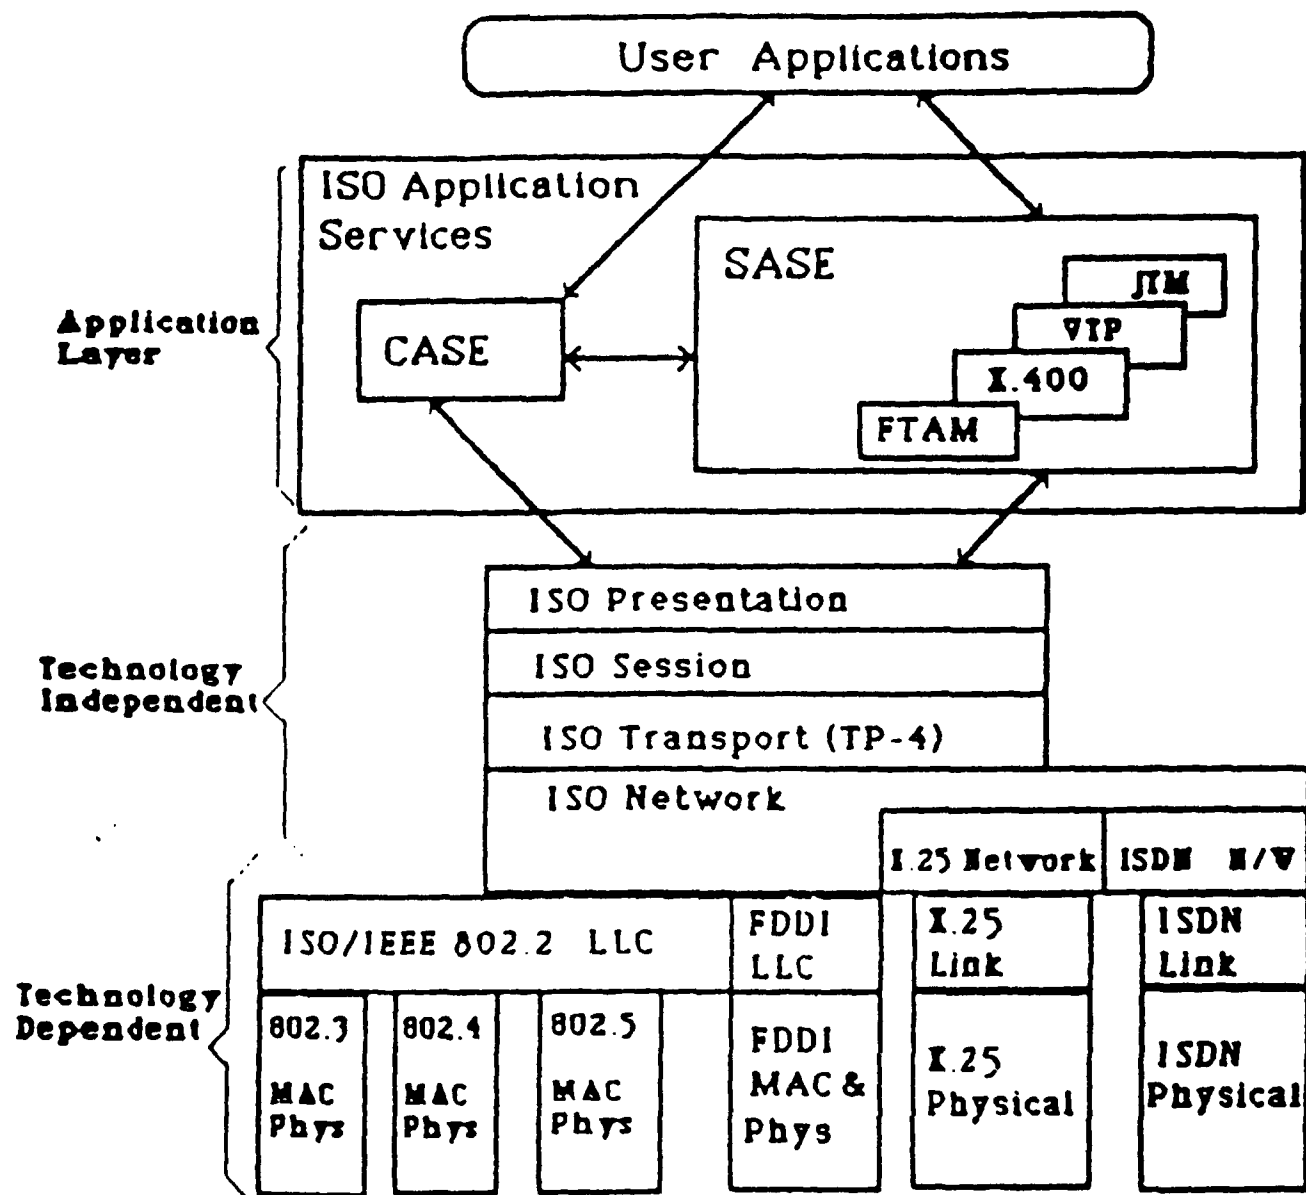 User Applications
ISO Application
Services
SASE
JTM
VIP
X.400
FTAM
CASE
Application
Layer
ISO Presentation
ISO Session
ISO Transport (TP-4)
ISO Network
Technology
Independent
X.25 Network
ISDN N/W
ISO/IEEE 802.2 LLC
FDDI
LLC
X.25
Link
ISDN
Link
Technology
Dependent
802.3
MAC
Phys
802.4
MAC
Phys
802.5
MAC
Phys
FDDI
MAC &
Phys
X.25
Physical
ISDN
Physical